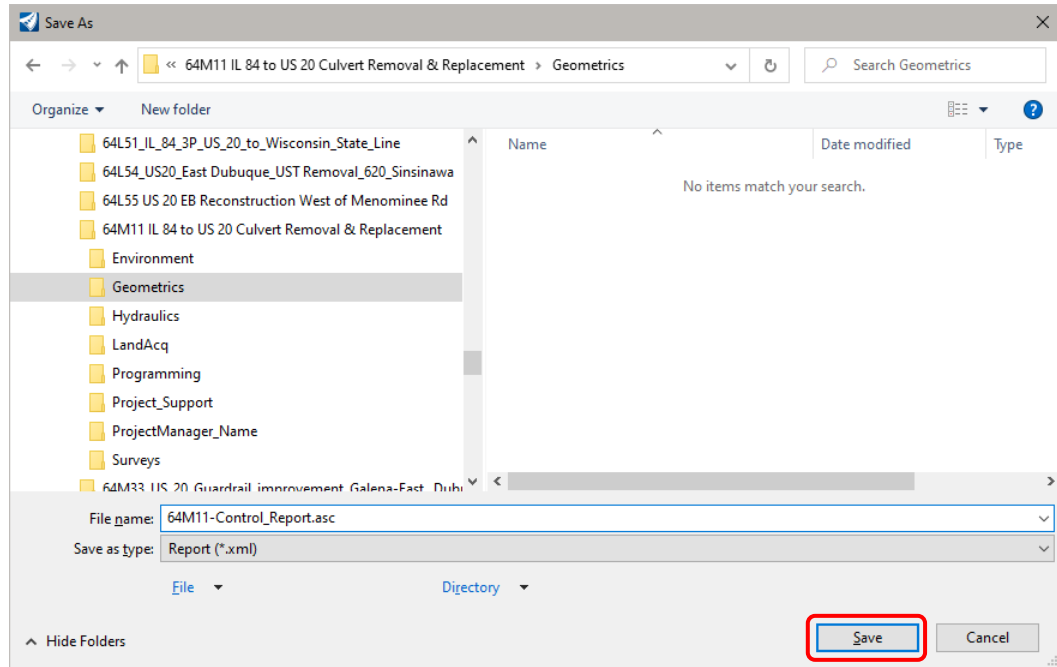 Save As
« 64M11 IL 84 to US 20 Culvert Removal & Replacement › Geometrics
Search Geometrics
Organize
New folder
64L51_IL_84_3P_US_20_to_Wisconsin_State_Line
64L54_US20_East Dubuque_UST Removal_620_Sinsinawa
64L55 US 20 EB Reconstruction West of Menominee Rd
64M11 IL 84 to US 20 Culvert Removal & Replacement
Environment
Geometrics
Hydraulics
LandAcq
Programming
Project_Support
ProjectManager_Name
Surveys
64M33_US_20_Guardrail_improvement_Galena-East_Dubu
Name
Date modified
Type
No items match your search.
File name: 64M11-Control_Report.asc
Save as type: Report (*.xml)
File
Directory
Hide Folders
Save
Cancel